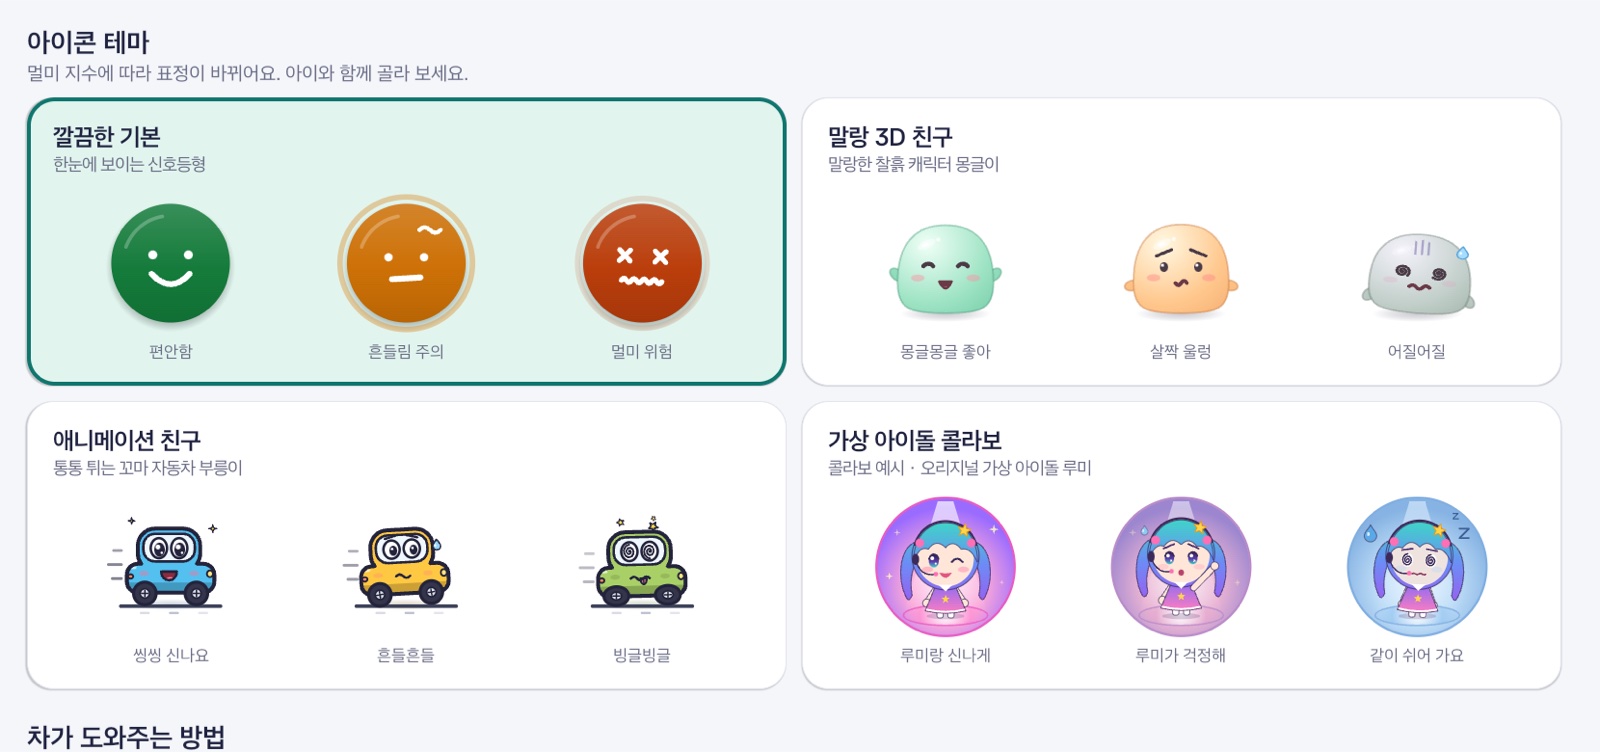 아이콘 테마
멀미 지수에 따라 표정이 바뀌어요. 아이와 함께 골라 보세요.
깔끔한 기본
한눈에 보이는 신호등형
편안함
흔들림 주의
멀미 위험
말랑 3D 친구
말랑한 찰흙 캐릭터 몽글이
몽글몽글 좋아
살짝 울렁
어질어질
애니메이션 친구
통통 튀는 꼬마 자동차 부릉이
씽씽 신나요
흔들흔들
빙글빙글
가상 아이돌 콜라보
콜라보 예시 · 오리지널 가상 아이돌 루미
z
Z
루미랑 신나게
루미가 걱정해
같이 쉬어 가요
차가 도와주는 방법